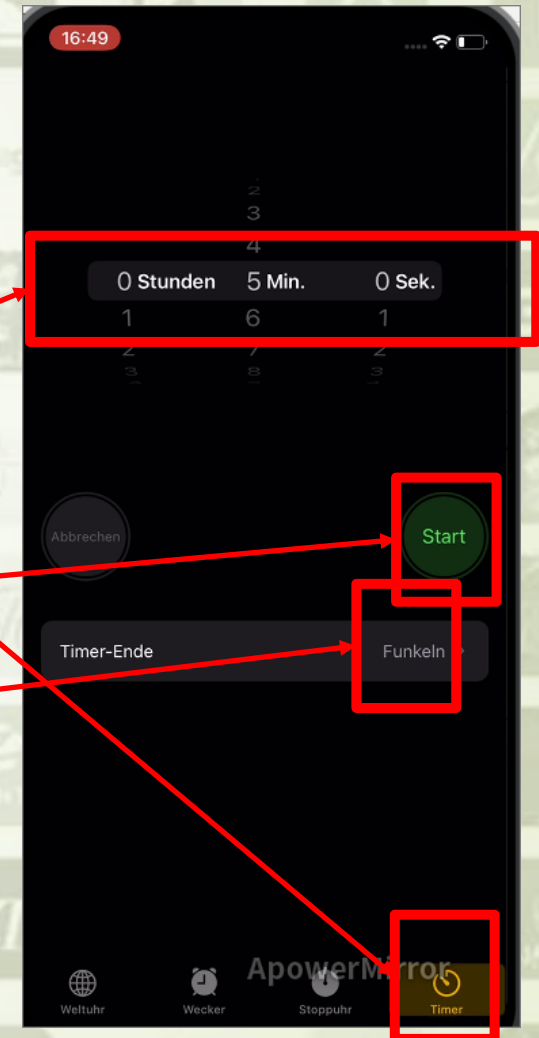 16:49
2
3
4
0 Stunden 5 Min. 0 Sek.
1 6 1
2 7 2
3 8 3
Abbrechen
Start
Timer-Ende Funkeln >
ApowerMirror
Weltuhr Wecker Stoppuhr Timer